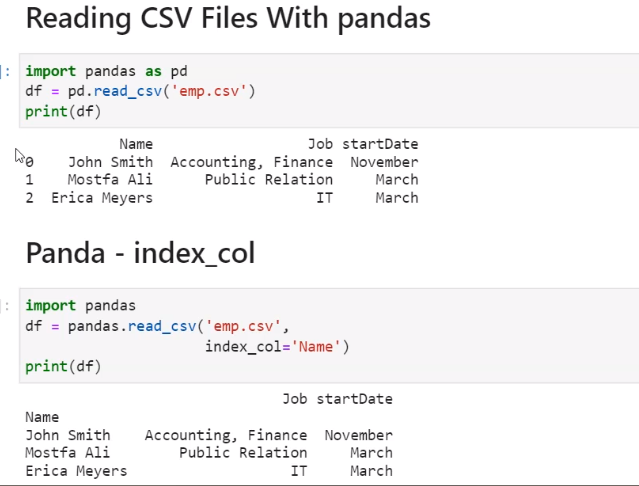 Reading CSV Files With pandas
]: import pandas as pd
df = pd.read_csv('emp.csv')
print(df)
Name Job startDate
0 John Smith Accounting, Finance November
1 Mostfa Ali Public Relation March
2 Erica Meyers IT March
Panda - index_col
]: import pandas
df = pandas.read_csv('emp.csv',
index_col='Name')
print(df)
Job startDate
Name
John Smith Accounting, Finance November
Mostfa Ali Public Relation March
Erica Meyers IT March